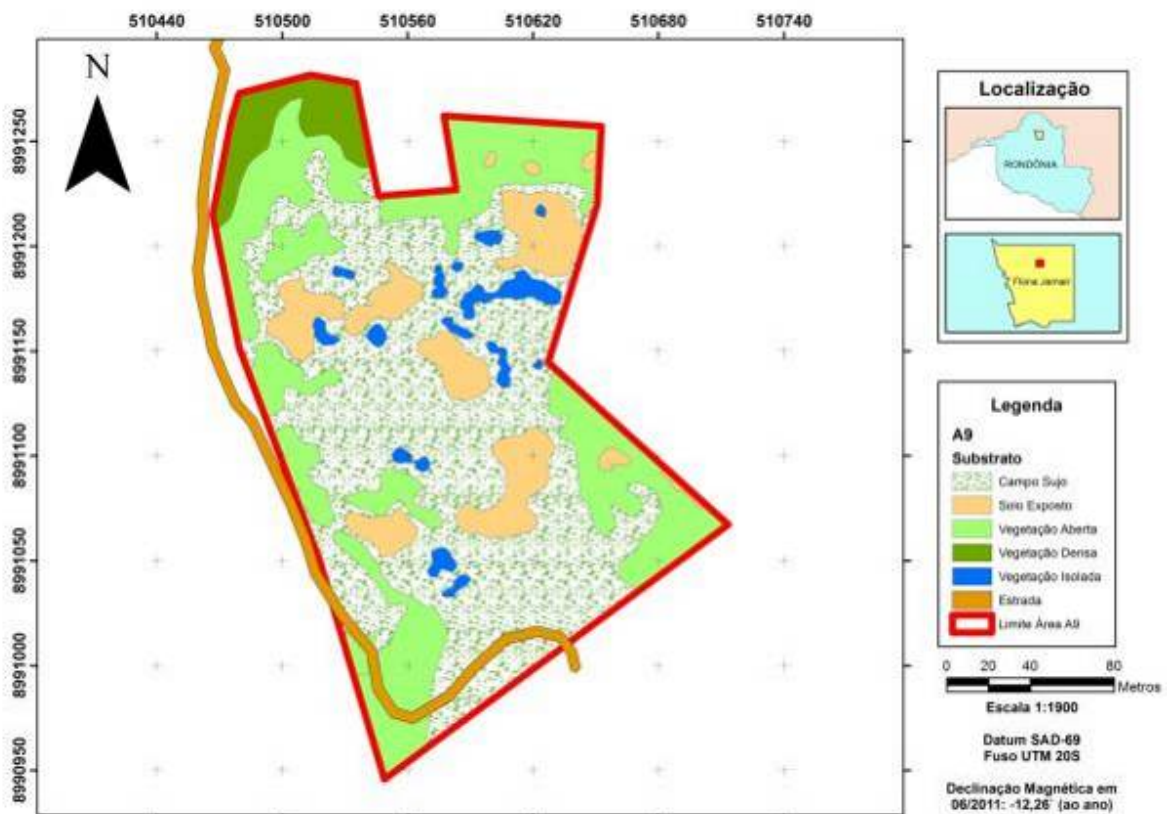 510440 510500 510560 510620 510680 510740
N
8991250
8991200
8991150
8991100
8991050
8991000
8990950
Localização
RONDÔNIA
Flona Jamari
Legenda
A9
Substrato
Campo Sujo
Solo Exposto
Vegetação Aberta
Vegetação Densa
Vegetação Isolada
Estrada
Limite Área A9
0 20 40 80
Metros
Escala 1:1900
Datum SAD-69
Fuso UTM 20S
Declinação Magnética em
06/2011: -12,26´ (ao ano)